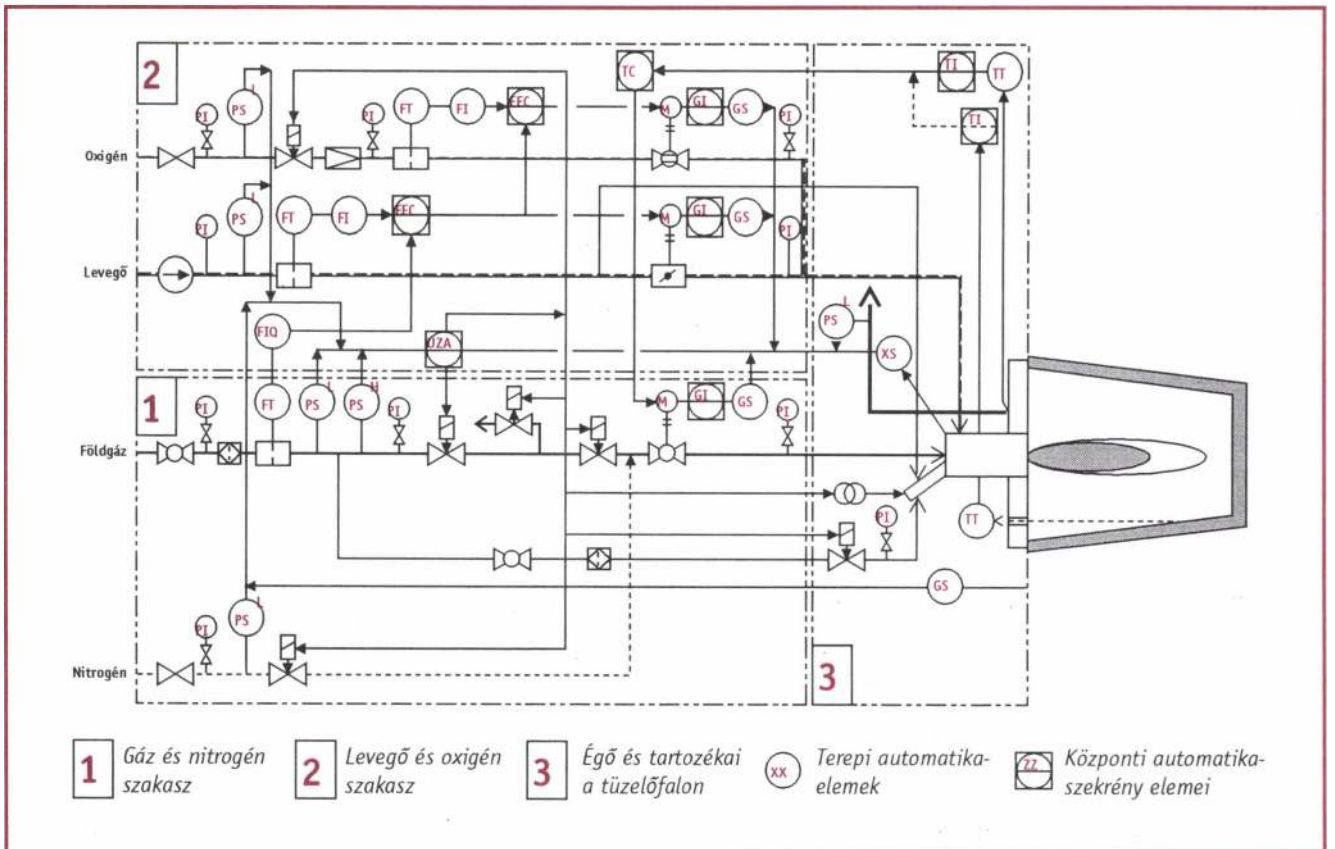 2
TC
TI
TT
PI
PS
L
PI
FT
FI
FFC
M
GI
GS
PI
TI
Oxigén
PI
PS
L
FT
FI
FFC
M
GI
GS
PI
Levegő
FIQ
UZA
PS
L
XS
1
PI
FT
PS
L
PS
H
PI
M
GI
GS
PI
Földgáz
PI
TT
GS
PI
PS
L
Nitrogén
3
1 Gáz és nitrogén
szakasz
2 Levegő és oxigén
szakasz
3 Égő és tartozékai
a tüzelőfalon
XX Terepi automatika-
elemek
ZZ Központi automatika-
szekrény elemei